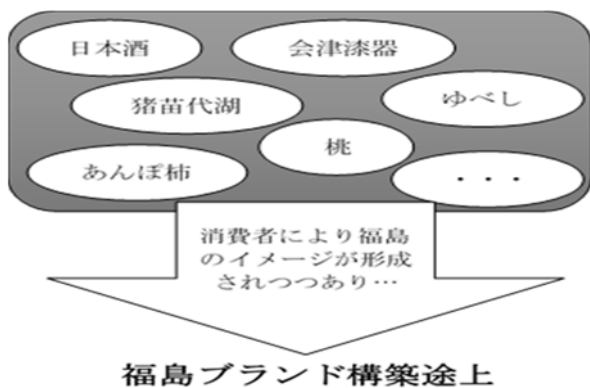 日本酒
会津漆器
猪苗代湖
ゆべし
桃
あんぽ柿
・・・
消費者により福島
のイメージが形成
されつつあり…
福島ブランド構築途上